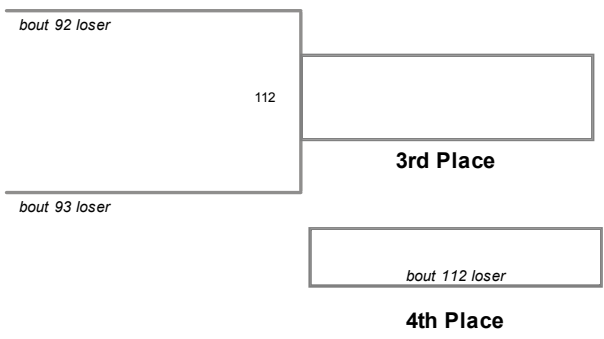 bout 92 loser
112
3rd Place
bout 93 loser
bout 112 loser
4th Place